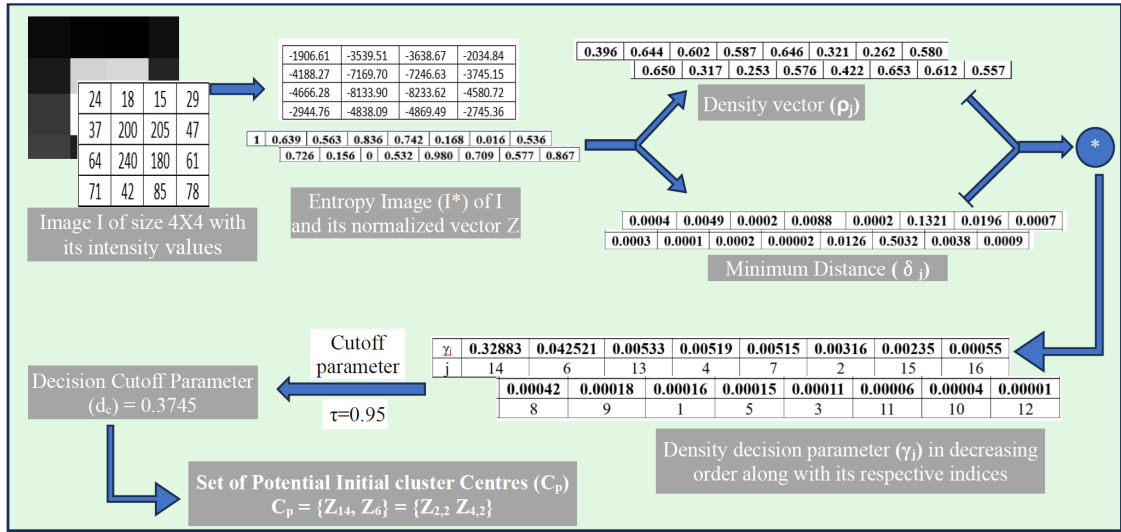 24 18 15 29
37 200 205 47
64 240 180 61
71 42 85 78
Image I of size 4X4 with
its intensity values
-1906.61 -3539.51 -3638.67 -2034.84
-4188.27 -7169.70 -7246.63 -3745.15
-4666.28 -8133.90 -8233.62 -4580.72
-2944.76 -4838.09 -4869.49 -2745.36
1 0.639 0.563 0.836 0.742 0.168 0.016 0.536
0.726 0.156 0 0.532 0.980 0.709 0.577 0.867
Entropy Image (I*) of I
and its normalized vector Z
0.396 0.644 0.602 0.587 0.646 0.321 0.262 0.580
0.650 0.317 0.253 0.576 0.422 0.653 0.612 0.557
Density vector (ρj)
*
0.0004 0.0049 0.0002 0.0088 0.0002 0.1321 0.0196 0.0007
0.0003 0.0001 0.0002 0.00002 0.0126 0.5032 0.0038 0.0009
Minimum Distance ( δ j)
γj 0.32883 0.042521 0.00533 0.00519 0.00515 0.00316 0.00235 0.00055
j 14 6 13 4 7 2 15 16
0.00042 0.00018 0.00016 0.00015 0.00011 0.00006 0.00004 0.00001
8 9 1 5 3 11 10 12
Density decision parameter (γj) in decreasing
order along with its respective indices
Cutoff
parameter
τ=0.95
Decision Cutoff Parameter
(dc) = 0.3745
Set of Potential Initial cluster Centres (Cp)
Cp = {Z14, Z6} = {Z2,2 Z4,2}